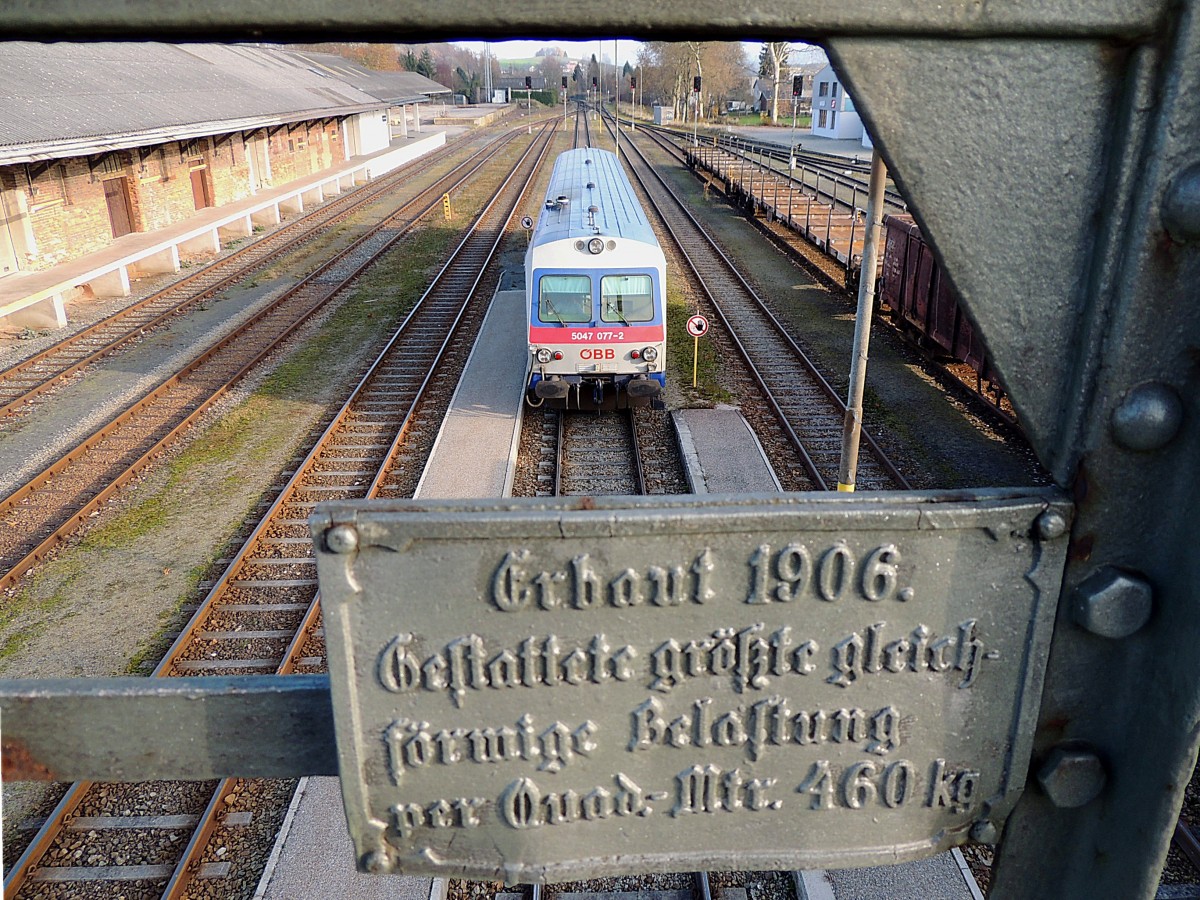 5047 077-2
ÖBB
Erbaut 1906.
Gestattete größte gleich-
förmige Belastung
per Quad.-Mtr. 460 kg